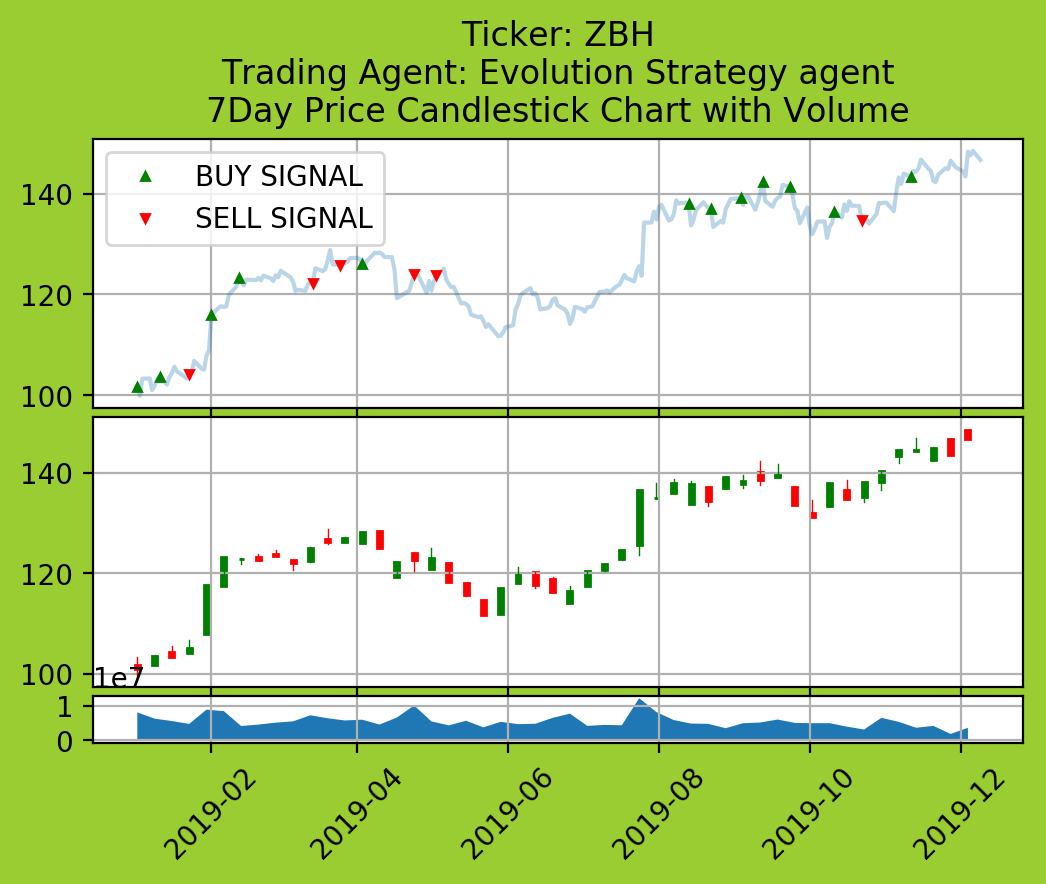 Ticker: ZBH
Trading Agent: Evolution Strategy agent
7Day Price Candlestick Chart with Volume
BUY SIGNAL
SELL SIGNAL
140
120
100
140
120
100
1e7
1
0
2019-02
2019-04
2019-06
2019-08
2019-10
2019-12